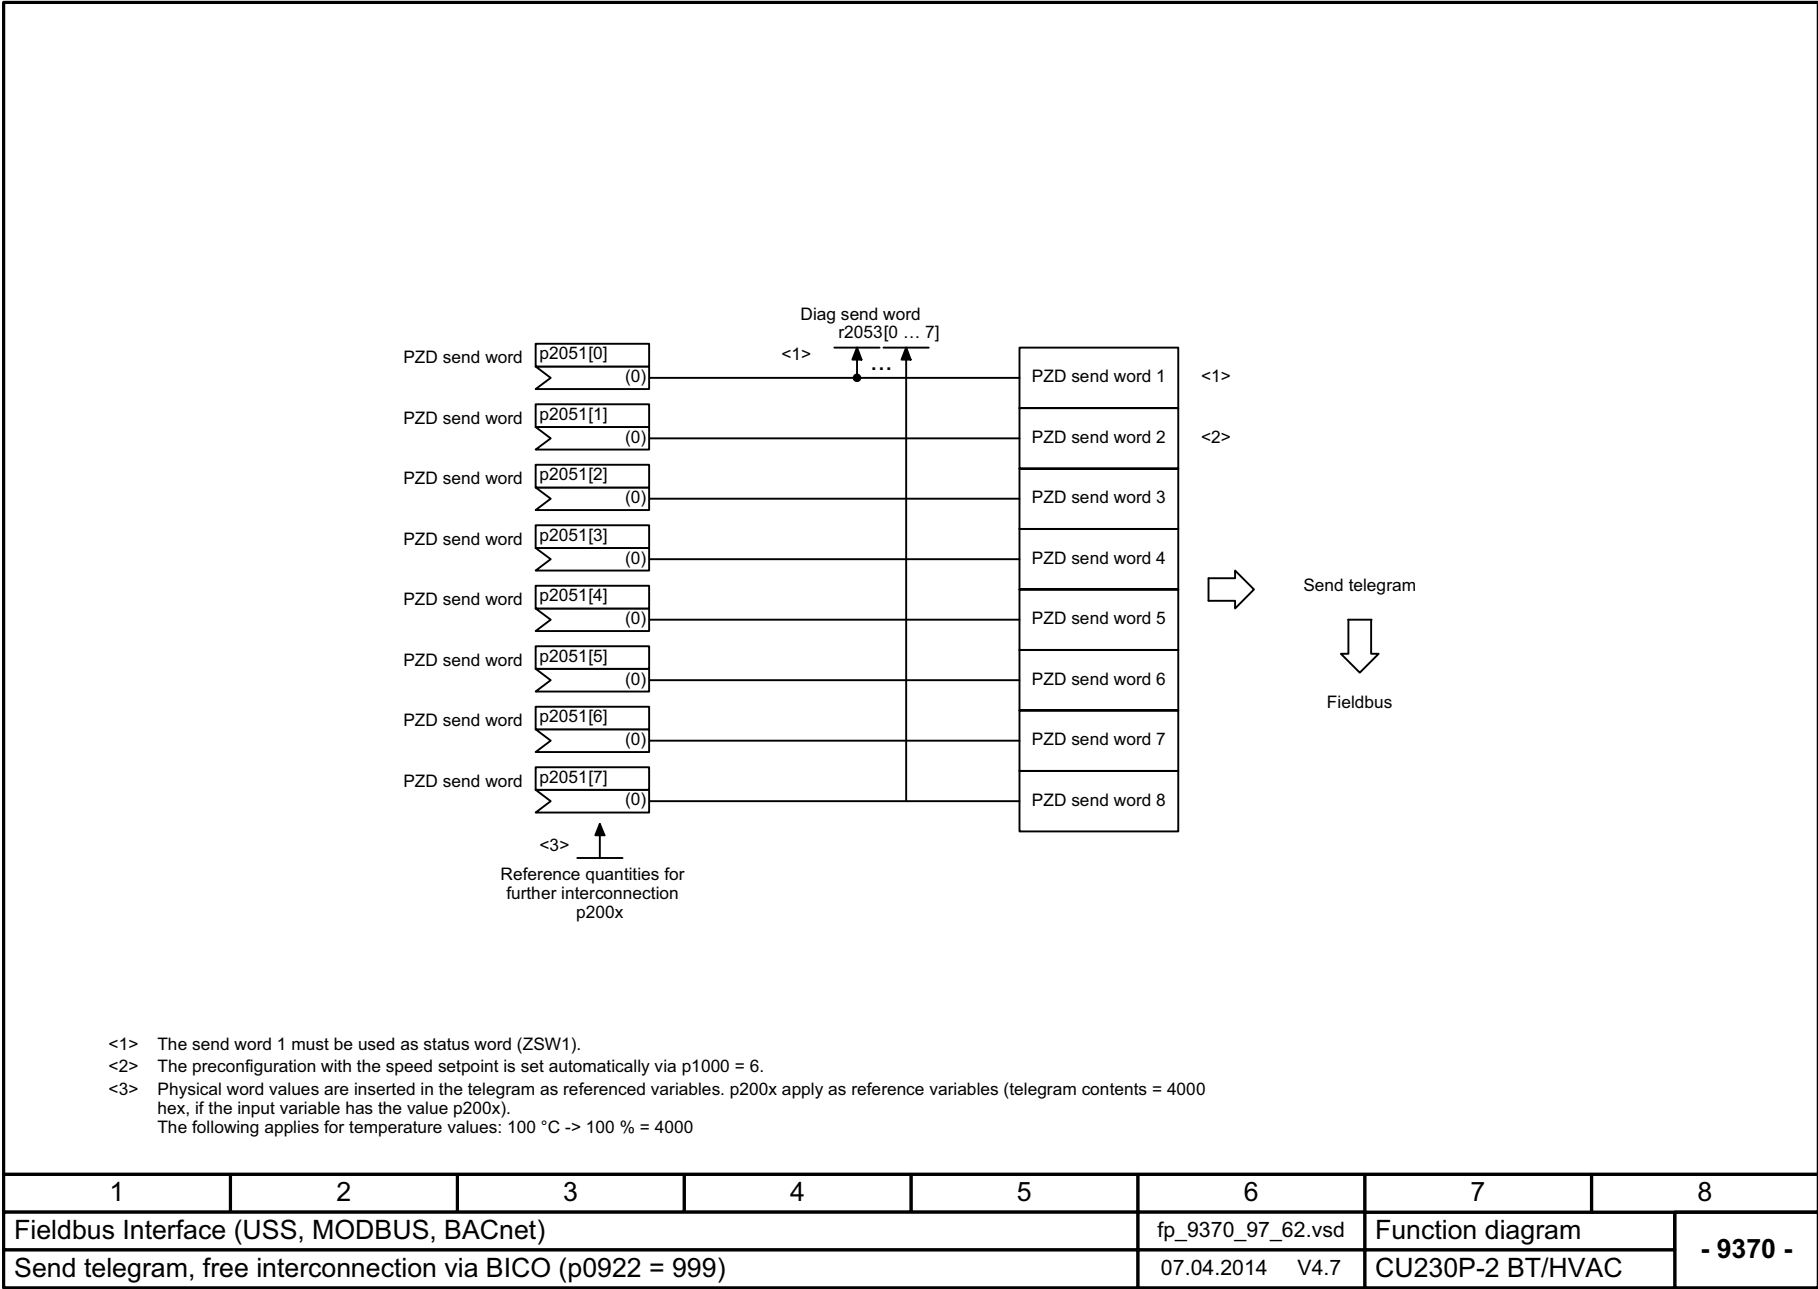 Diag send word
r2053[0 … 7]
<1>
...
PZD send word p2051[0]
(0)
PZD send word 1 <1>
PZD send word p2051[1]
(0)
PZD send word 2 <2>
PZD send word p2051[2]
(0)
PZD send word 3
PZD send word p2051[3]
(0)
PZD send word 4
PZD send word p2051[4]
(0)
PZD send word 5
PZD send word p2051[5]
(0)
PZD send word 6
PZD send word p2051[6]
(0)
PZD send word 7
PZD send word p2051[7]
(0)
PZD send word 8
Send telegram
Fieldbus
<3>
Reference quantities for
further interconnection
p200x
<1> The send word 1 must be used as status word (ZSW1).
<2> The preconfiguration with the speed setpoint is set automatically via p1000 = 6.
<3> Physical word values are inserted in the telegram as referenced variables. p200x apply as reference variables (telegram contents = 4000
hex, if the input variable has the value p200x).
The following applies for temperature values: 100 °C -> 100 % = 4000
1 2 3 4 5 6 7 8
Fieldbus Interface (USS, MODBUS, BACnet) fp_9370_97_62.vsd Function diagram
- 9370 -
Send telegram, free interconnection via BICO (p0922 = 999) 07.04.2014 V4.7 CU230P-2 BT/HVAC